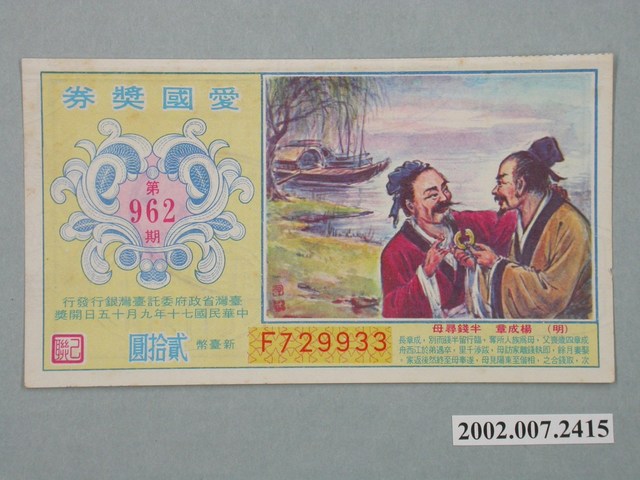 愛國獎券
第
962
期
臺灣省政府委託臺灣銀行發行
中華民國七十年九月十五日開獎
己聯
新臺幣
貳拾圓
F729933
(明) 楊成章 半錢尋母
2002.007.2415